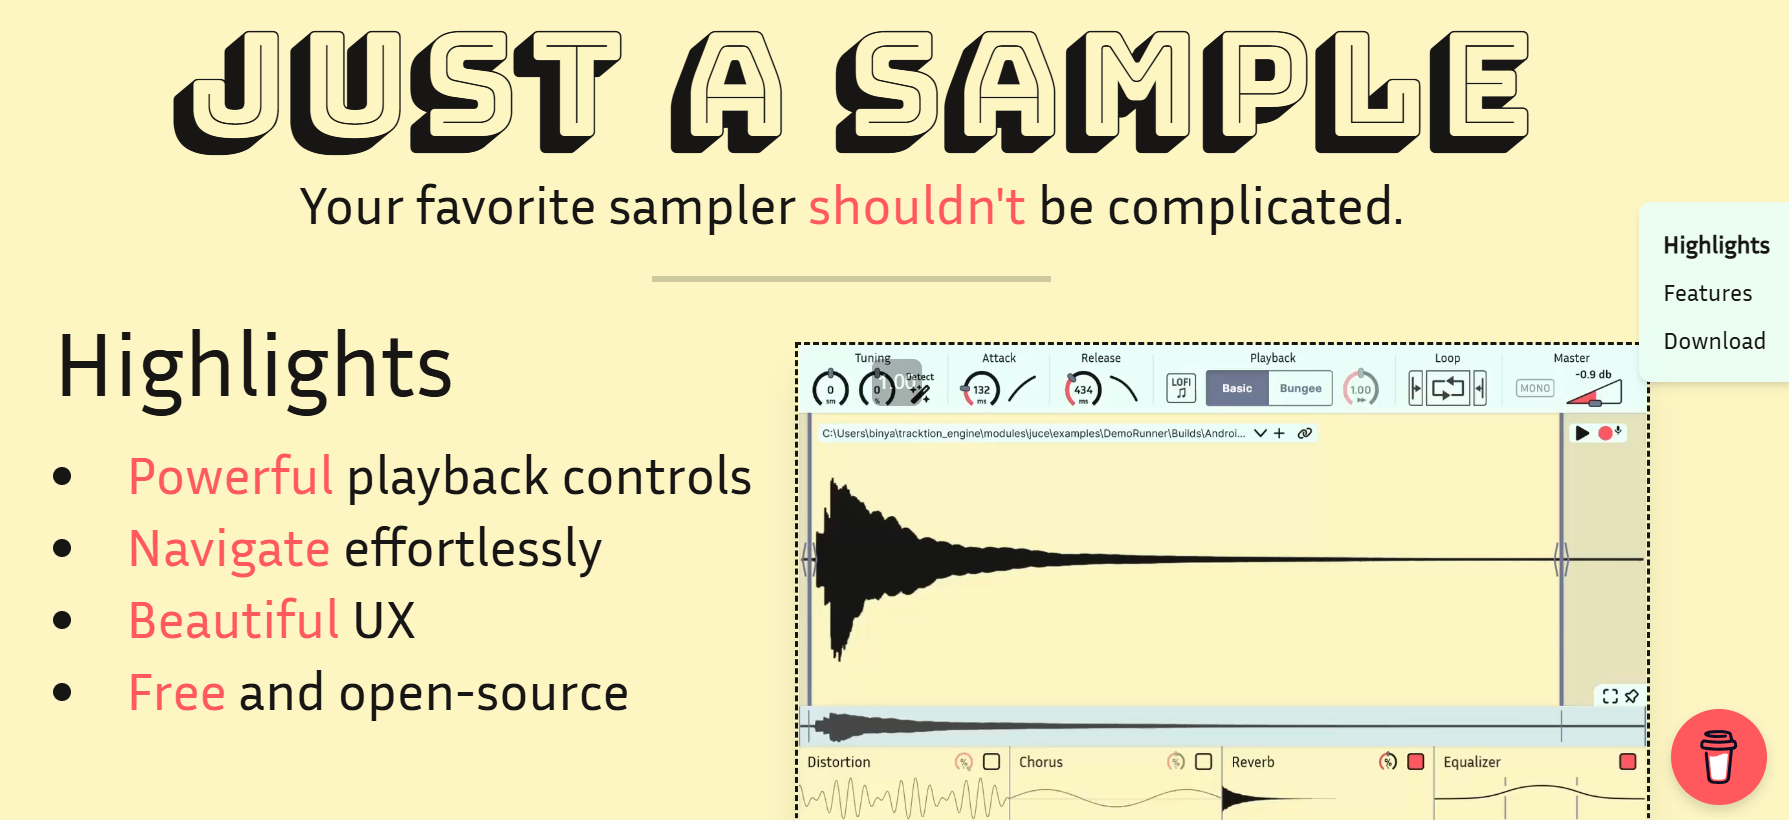 JUST A SAMPLE
Your favorite sampler shouldn't be complicated.
Highlights
Features
Download
Highlights
• Powerful playback controls
• Navigate effortlessly
• Beautiful UX
• Free and open-source
Tuning Attack Release Playback Loop Master
0 sm 0 % 1.00 Detect 132 ms 434 ms LOFI Basic Bungee 1.00 MONO -0.9 db
C:\Users\binya\tracktion_engine\modules\juce\examples\DemoRunner\Builds\Androi...
Distortion % Chorus % Reverb % Equalizer